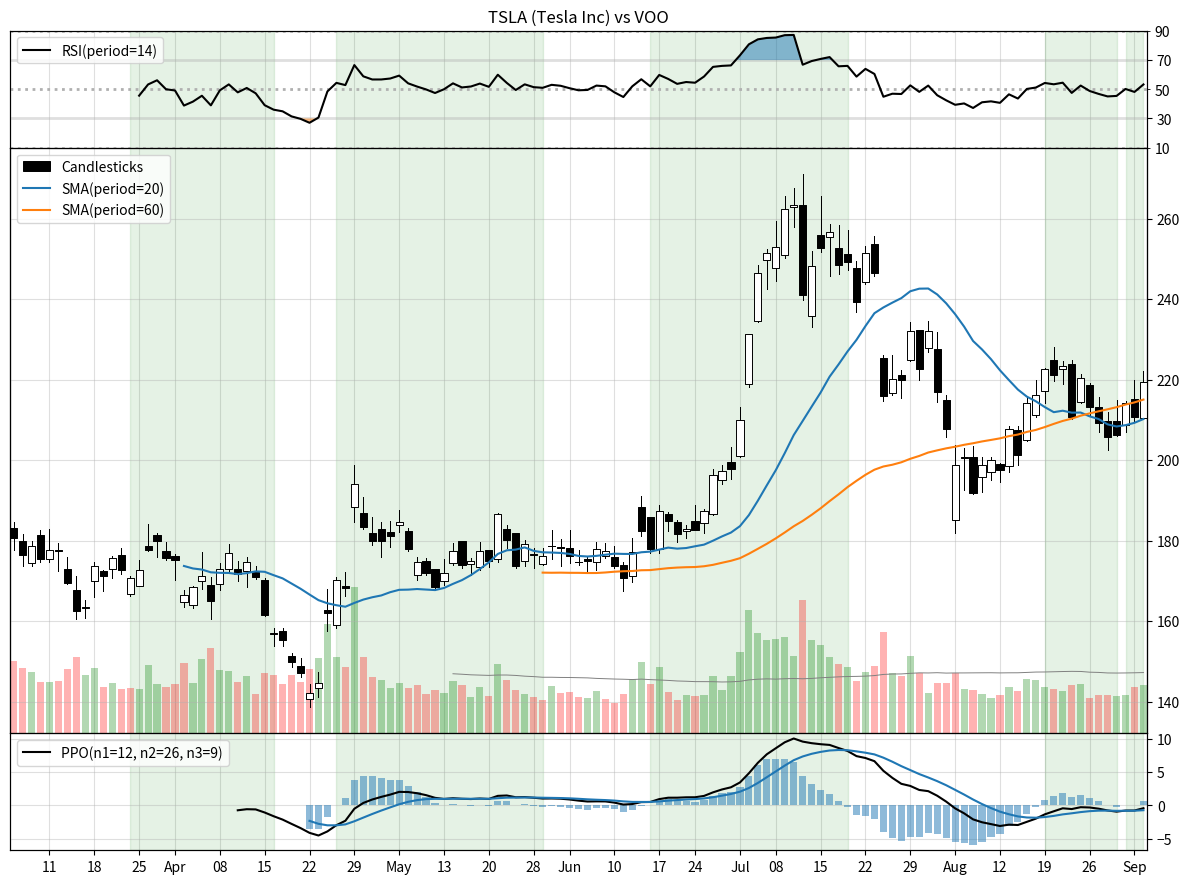 TSLA (Tesla Inc) vs VOO
RSI(period=14)
90
70
50
30
10
Candlesticks
SMA(period=20)
SMA(period=60)
260
240
220
200
180
160
140
PPO(n1=12, n2=26, n3=9)
10
5
0
−5
11 18 25 Apr 08 15 22 29 May 13 20 28 Jun 10 17 24 Jul 08 15 22 29 Aug 12 19 26 Sep